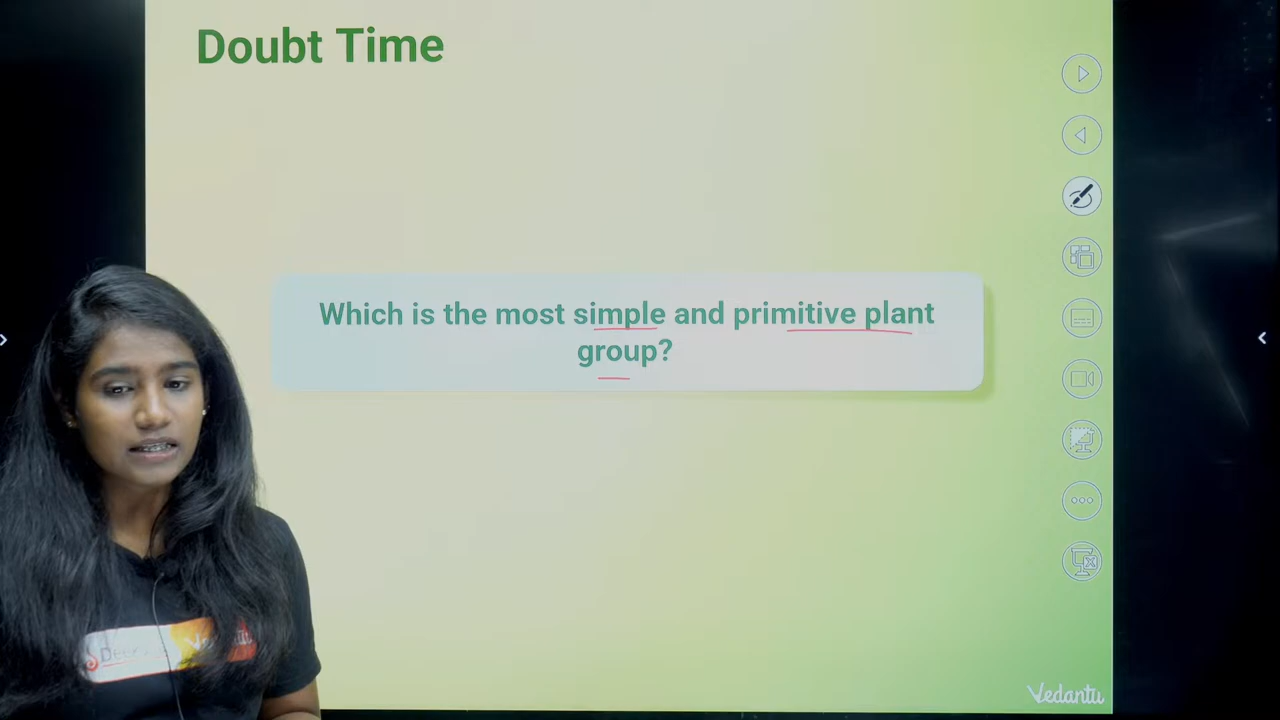 Doubt Time
Which is the most simple and primitive plant
group?
Vedantu